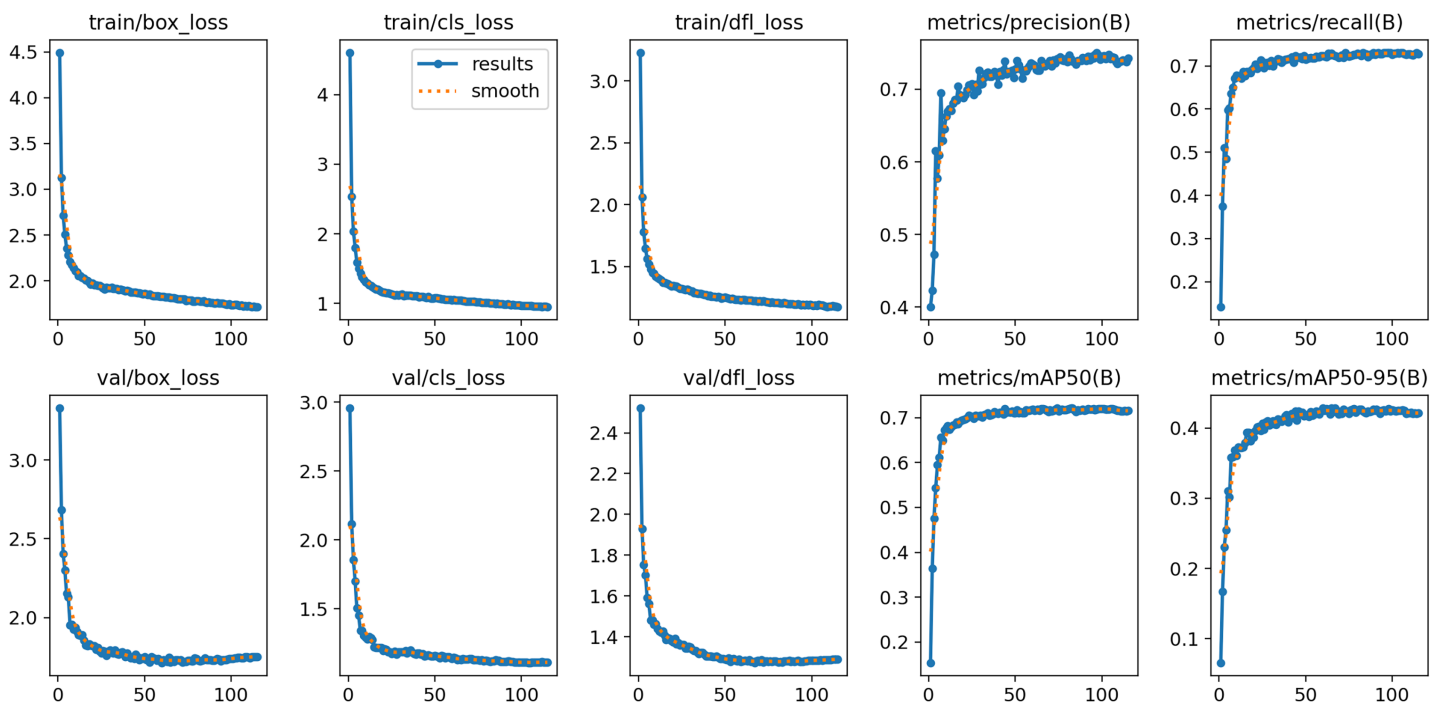 train/box_loss
4.5
4.0
3.5
3.0
2.5
2.0
0 50 100
train/cls_loss
results
smooth
4
3
2
1
0 50 100
train/dfl_loss
3.0
2.5
2.0
1.5
0 50 100
metrics/precision(B)
0.7
0.6
0.5
0.4
0 50 100
metrics/recall(B)
0.7
0.6
0.5
0.4
0.3
0.2
0 50 100
val/box_loss
3.0
2.5
2.0
0 50 100
val/cls_loss
3.0
2.5
2.0
1.5
0 50 100
val/dfl_loss
2.4
2.2
2.0
1.8
1.6
1.4
0 50 100
metrics/mAP50(B)
0.7
0.6
0.5
0.4
0.3
0.2
0 50 100
metrics/mAP50-95(B)
0.4
0.3
0.2
0.1
0 50 100